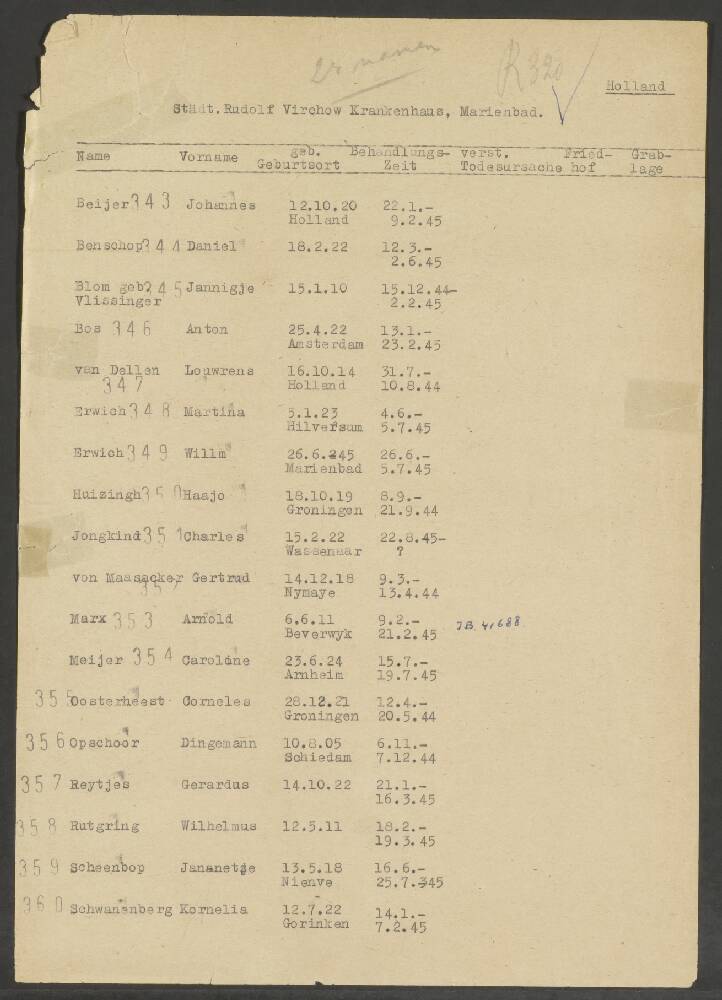 24 namen
R 320
Holland
Städt. Rudolf Virchow Krankenhaus, Marienbad.
Name Vorname geb. Behandlungs- verst. Fried- Grab-
Geburtsort Zeit Todesursache hof lage
Beijer 343 Johannes 12.10.20 22.1.-
Holland 9.2.45
Benschop 344 Daniel 18.2.22 12.3.-
2.6.45
Blom geb. 345 Jannigje 15.1.10 15.12.44-
Vlissinger 2.2.45
Bos 346 Anton 25.4.22 13.1.-
Amsterdam 23.2.45
van Dellen Louwrens 16.10.14 31.7.-
347 Holland 10.8.44
Erwich 348 Martina 3.1.23 4.6.-
Hilversum 5.7.45
Erwich 349 Willm 26.6.245 26.6.-
Marienbad 5.7.45
Huizingh 350 Haajo 18.10.19 8.9.-
Groningen 21.9.44
Jongkind 351 Charles 15.2.22 22.8.45-
Wassenaar ?
von Maasacker Gertrud 14.12.18 9.3.-
352 Nymaye 13.4.44
Marx 353 Arnold 6.6.11 9.2.- JB. 41688
Beverwyk 21.2.45
Meijer 354 Caroline 23.6.24 15.7.-
Arnheim 19.7.45
355 Oosterheest Corneles 28.12.21 12.4.-
Groningen 20.5.44
356 Opschoor Dingemann 10.8.05 6.11.-
Schiedam 7.12.44
357 Reytjes Gerardus 14.10.22 21.1.-
16.3.45
358 Rutgring Wilhelmus 12.5.11 18.2.-
19.3.45
359 Scheenbop Jananetje 13.5.18 16.6.-
Nienve 25.7.345
360 Schwanenberg Kornelia 12.7.22 14.1.-
Gorinken 7.2.45